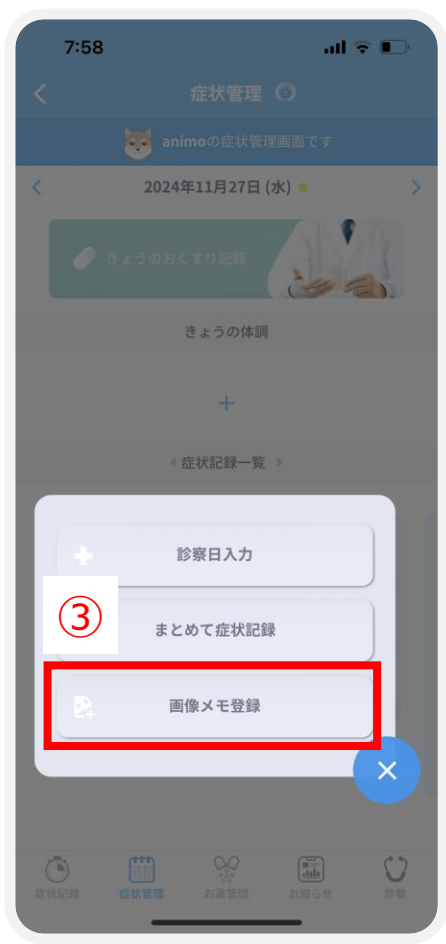 7:58
症状管理
animoの症状管理画面です
2024年11月27日 (水)
きょうのおくすり記録
きょうの体調
症状記録一覧
診察日入力
③
まとめて症状記録
画像メモ登録
症状記録
症状管理
お薬管理
お知らせ
診察